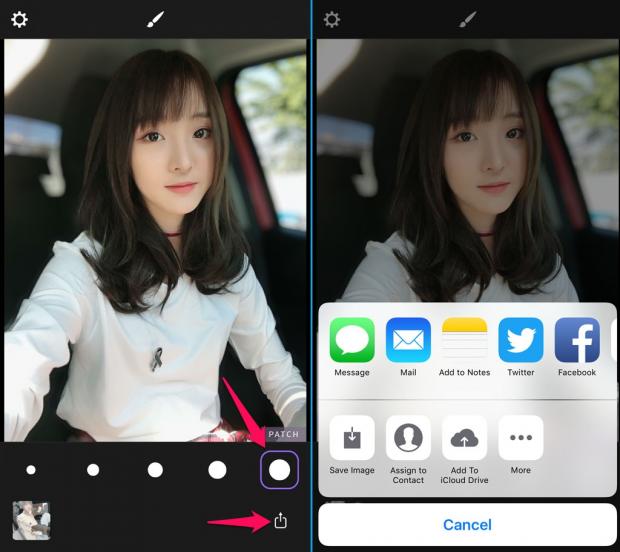 PATCH
Message
Mail
Add to Notes
Twitter
Facebook
Save Image
Assign to
Contact
Add To
iCloud Drive
More
Cancel